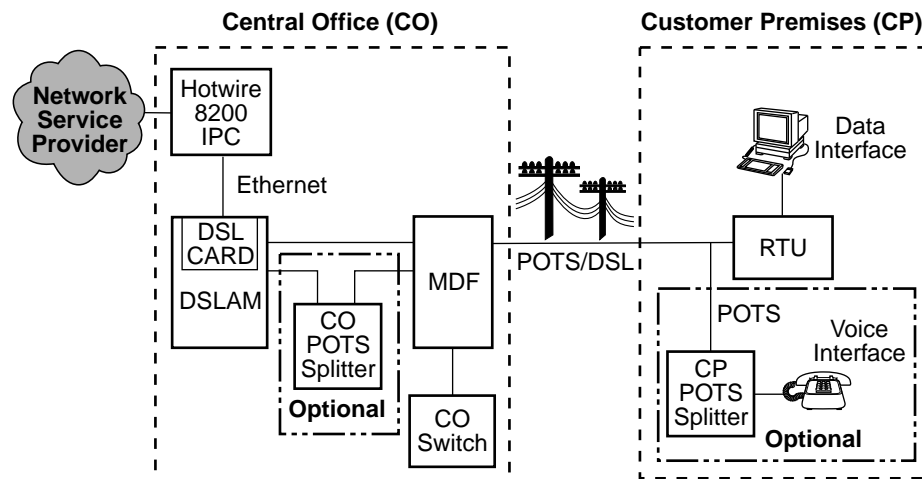 Central Office (CO)
Customer Premises (CP)
Network
Service
Provider
Hotwire
8200
IPC
Ethernet
DSL
CARD
DSLAM
CO
POTS
Splitter
Optional
MDF
CO
Switch
POTS/DSL
Data
Interface
RTU
POTS
Voice
Interface
CP
POTS
Splitter
Optional